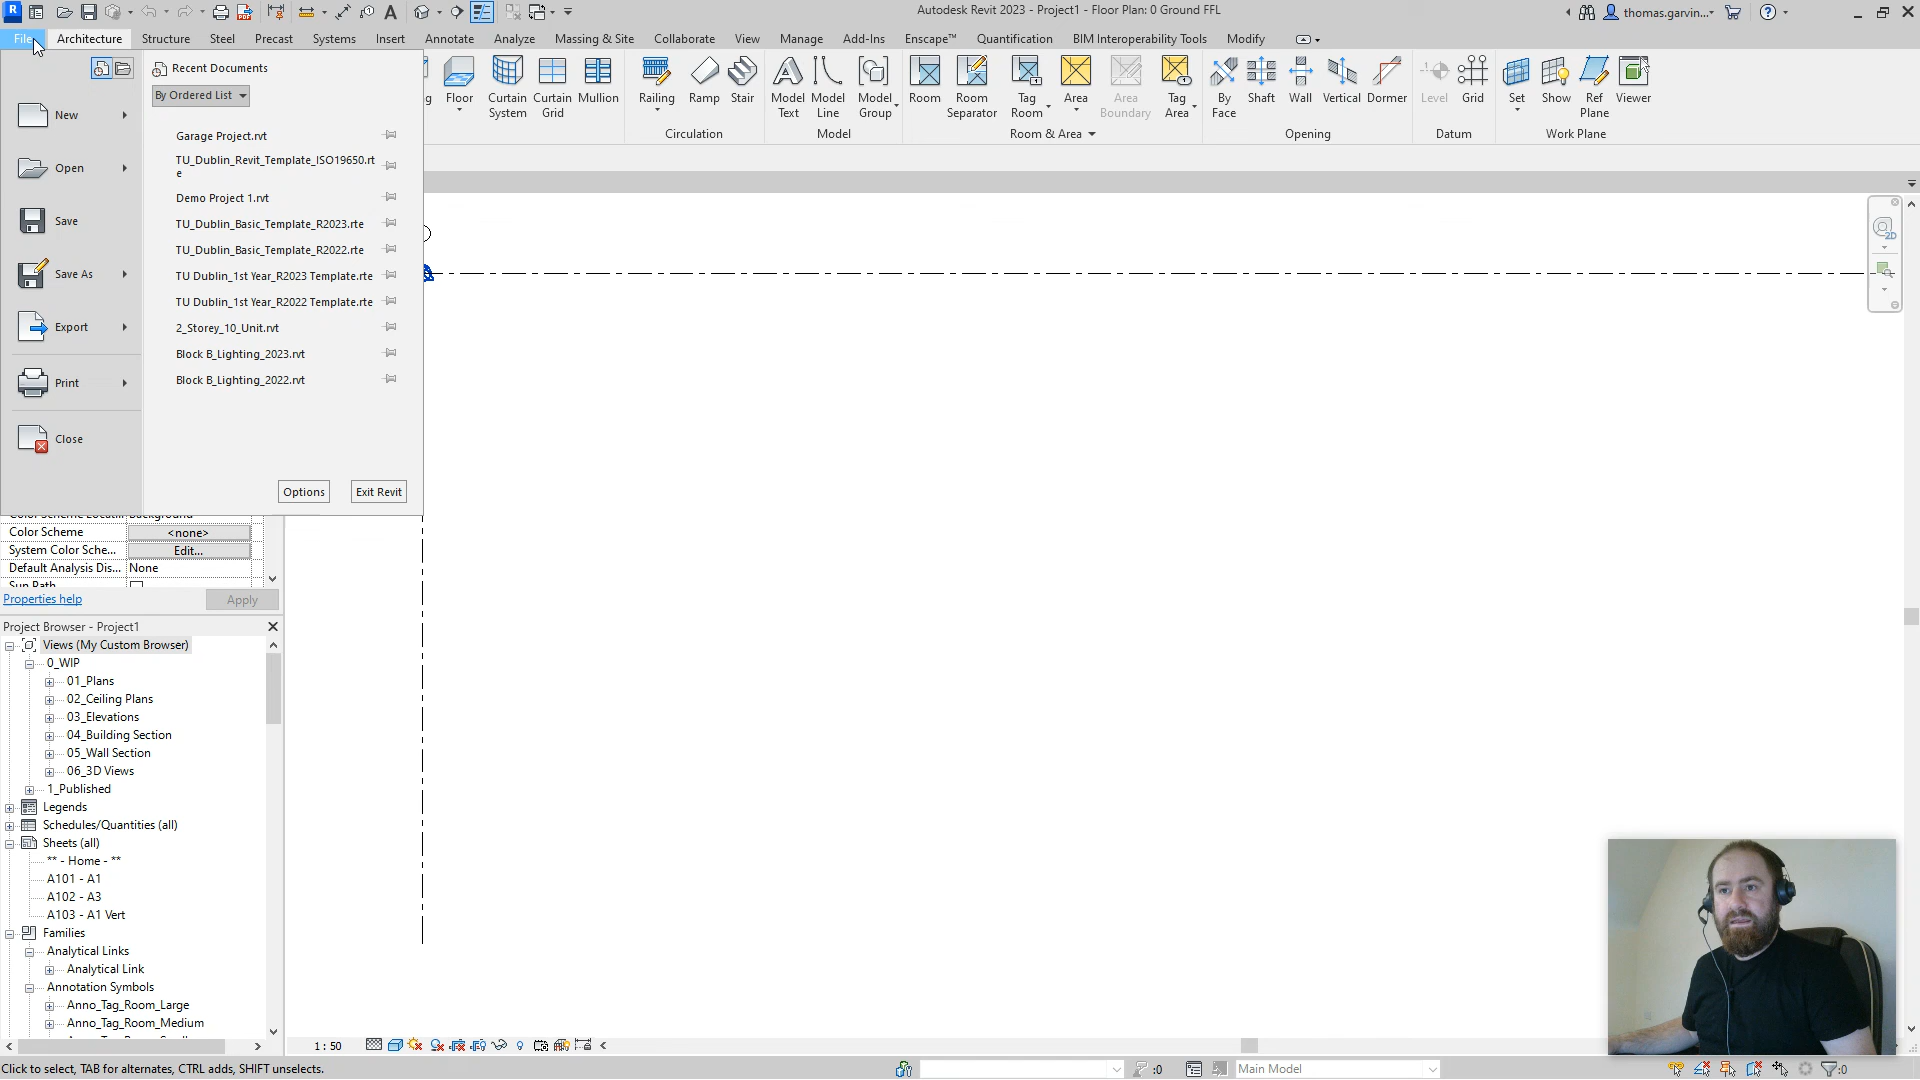 Autodesk Revit 2023 - Project1 - Floor Plan: 0 Ground FFL
thomas.garvin...
File
Architecture
Structure
Steel
Precast
Systems
Insert
Annotate
Analyze
Massing & Site
Collaborate
View
Manage
Add-Ins
Enscape™
Quantification
BIM Interoperability Tools
Modify
Floor
Curtain System
Curtain Grid
Mullion
Railing
Ramp
Stair
Model Text
Model Line
Model Group
Room
Room Separator
Tag Room
Area
Area Boundary
Tag Area
By Face
Shaft
Wall
Vertical
Dormer
Level
Grid
Set
Show
Ref Plane
Viewer
Circulation
Model
Room & Area
Opening
Datum
Work Plane
New
Open
Save
Save As
Export
Print
Close
Recent Documents
By Ordered List
Garage Project.rvt
TU_Dublin_Revit_Template_ISO19650.rt
e
Demo Project 1.rvt
TU_Dublin_Basic_Template_R2023.rte
TU_Dublin_Basic_Template_R2022.rte
TU Dublin_1st Year_R2023 Template.rte
TU Dublin_1st Year_R2022 Template.rte
2_Storey_10_Unit.rvt
Block B_Lighting_2023.rvt
Block B_Lighting_2022.rvt
Options
Exit Revit
2D
Color Scheme <none>
System Color Sche... Edit...
Default Analysis Dis... None
Sun Path
Properties help
Apply
Project Browser - Project1
Views (My Custom Browser)
0_WIP
01_Plans
02_Ceiling Plans
03_Elevations
04_Building Section
05_Wall Section
06_3D Views
1_Published
Legends
Schedules/Quantities (all)
Sheets (all)
** - Home - **
A101 - A1
A102 - A3
A103 - A1 Vert
Families
Analytical Links
Analytical Link
Annotation Symbols
Anno_Tag_Room_Large
Anno_Tag_Room_Medium
1 : 50
Click to select, TAB for alternates, CTRL adds, SHIFT unselects.
:0
Main Model
:0